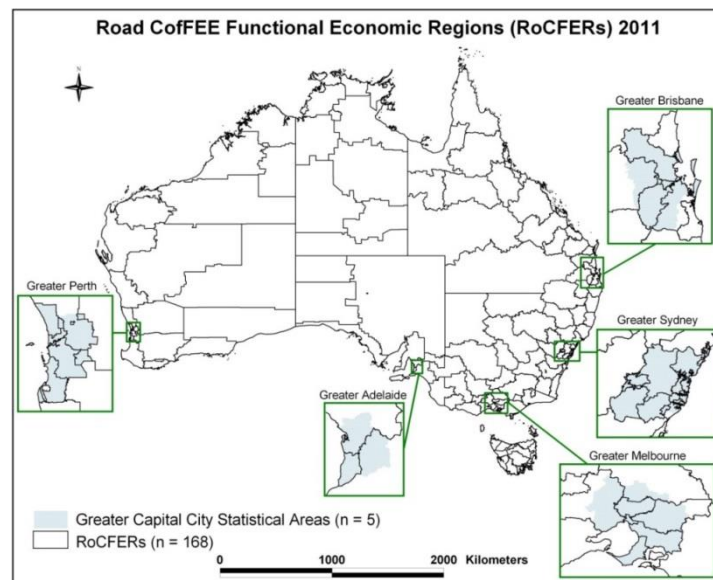 Road CofFEE Functional Economic Regions (RoCFERs) 2011
Greater Brisbane
Greater Perth
Greater Sydney
Greater Adelaide
Greater Melbourne
Greater Capital City Statistical Areas (n = 5)
RoCFERs (n = 168)
0 1000 2000 Kilometers